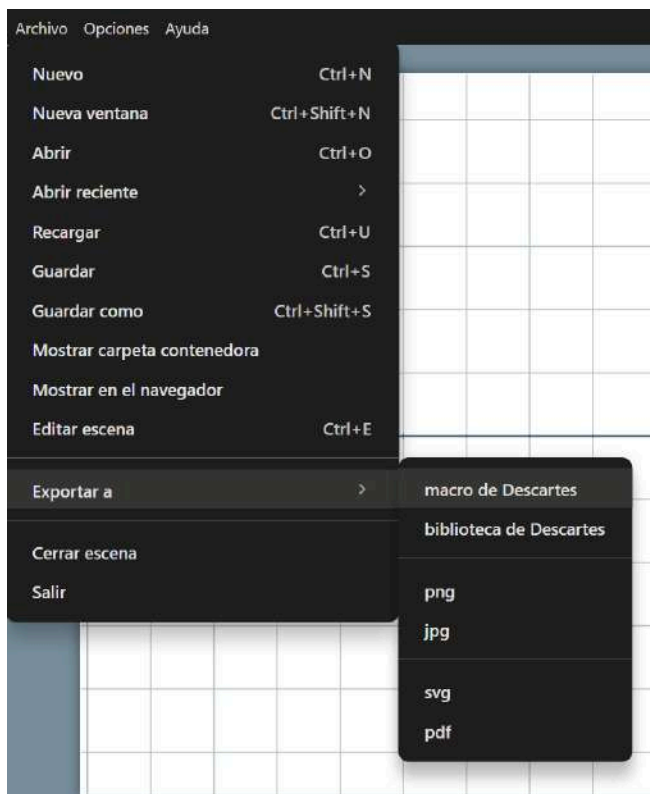 Archivo Opciones Ayuda
Nuevo Ctrl+N
Nueva ventana Ctrl+Shift+N
Abrir Ctrl+O
Abrir reciente >
Recargar Ctrl+U
Guardar Ctrl+S
Guardar como Ctrl+Shift+S
Mostrar carpeta contenedora
Mostrar en el navegador
Editar escena Ctrl+E
Exportar a >
Cerrar escena
Salir
macro de Descartes
biblioteca de Descartes
png
jpg
svg
pdf